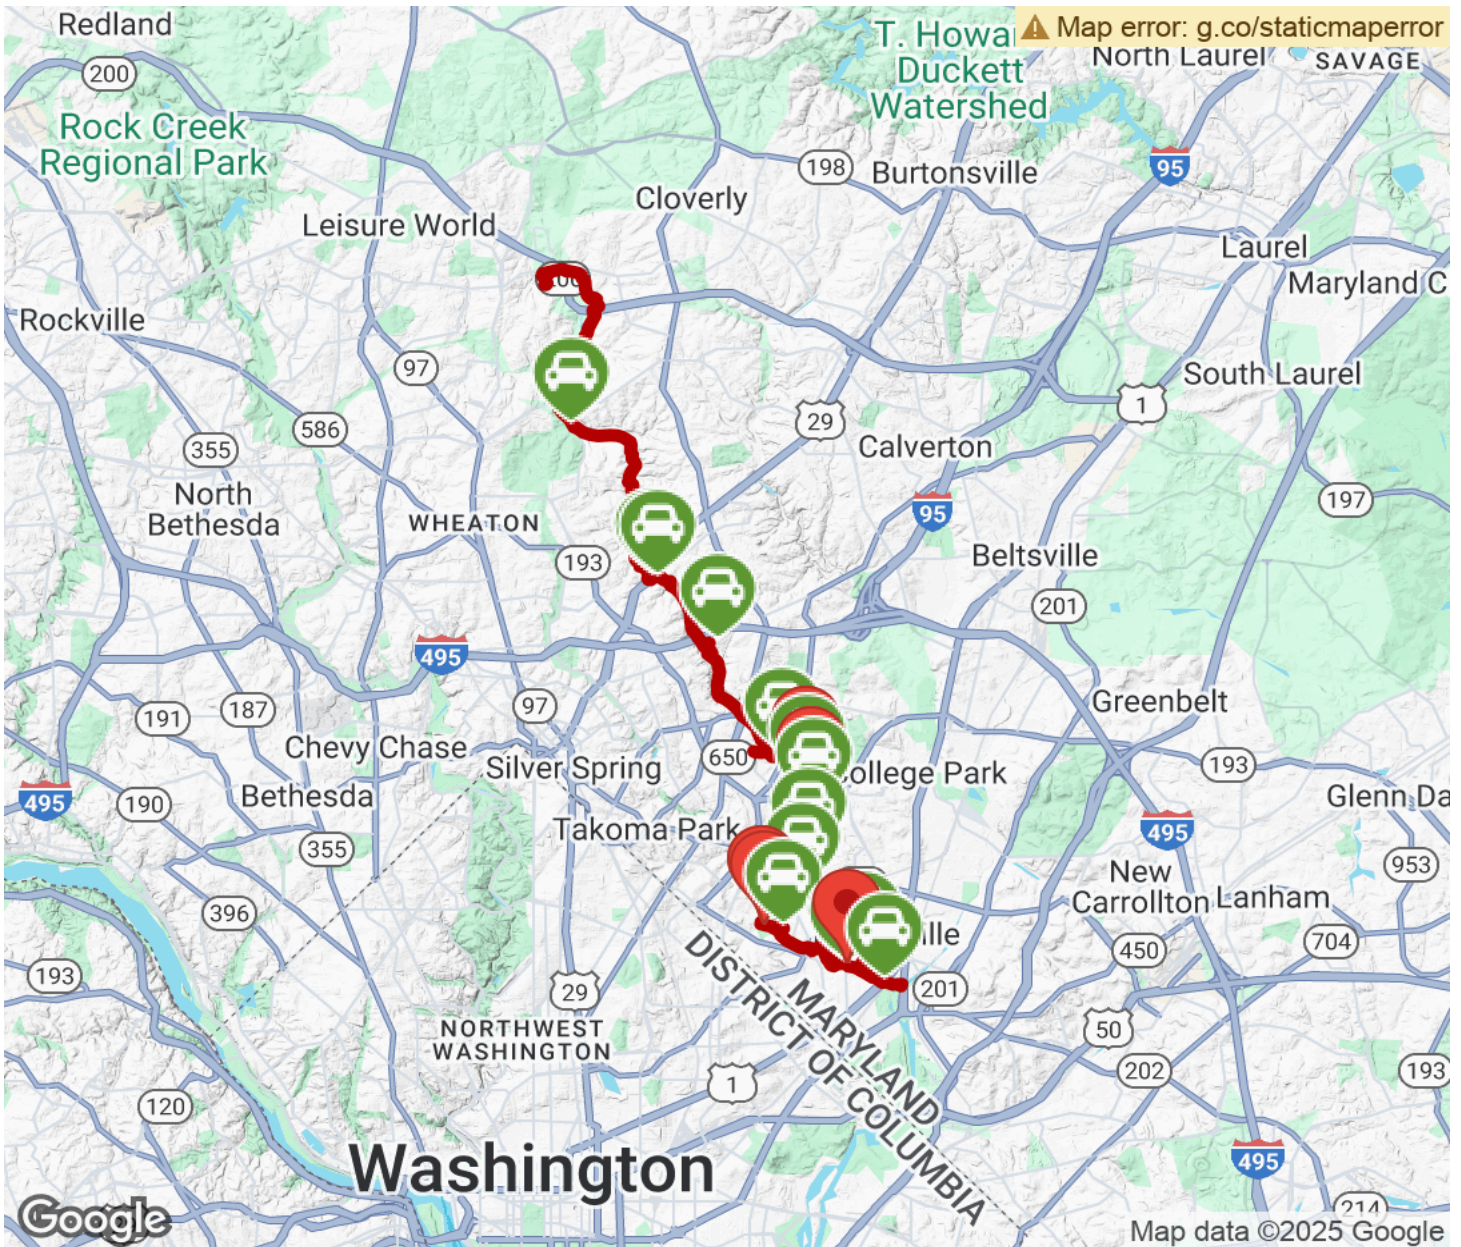 Redland
Map error: g.co/staticmaperror
T. Howa
Duckett
Watershed
North Laurel
SAVAGE
200
Rock Creek
Regional Park
198
Burtonsville
95
Cloverly
Leisure World
Laurel
Maryland C
Rockville
97
South Laurel
1
29
586
355
Calverton
North
Bethesda
WHEATON
193
95
197
Beltsville
201
495
Greenbelt
191
187
97
Chevy Chase
Silver Spring
650
ollege Park
193
495
190
Bethesda
Glenn Da
Takoma Park
495
355
953
New
Carrollton
Lanham
396
ille
704
450
193
29
201
DISTRICT OF COLUMBIA
MARYLAND
NORTHWEST
WASHINGTON
50
1
202
193
120
Washington
495
214
Google
Map data ©2025 Google